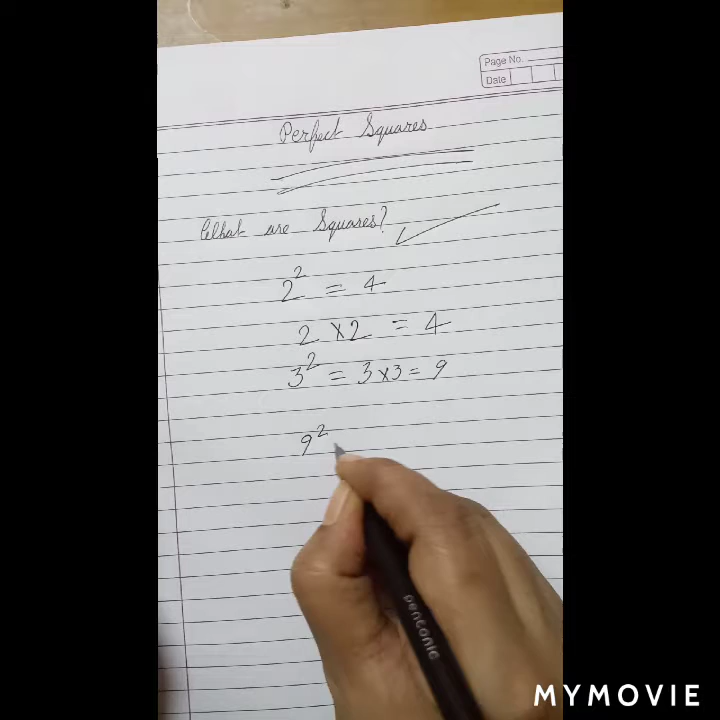 Page No.
Date
Perfect Squares
What are Squares?
2² = 4
2 × 2 = 4
3² = 3 × 3 = 9
9²
pentonic
MYMOVIE